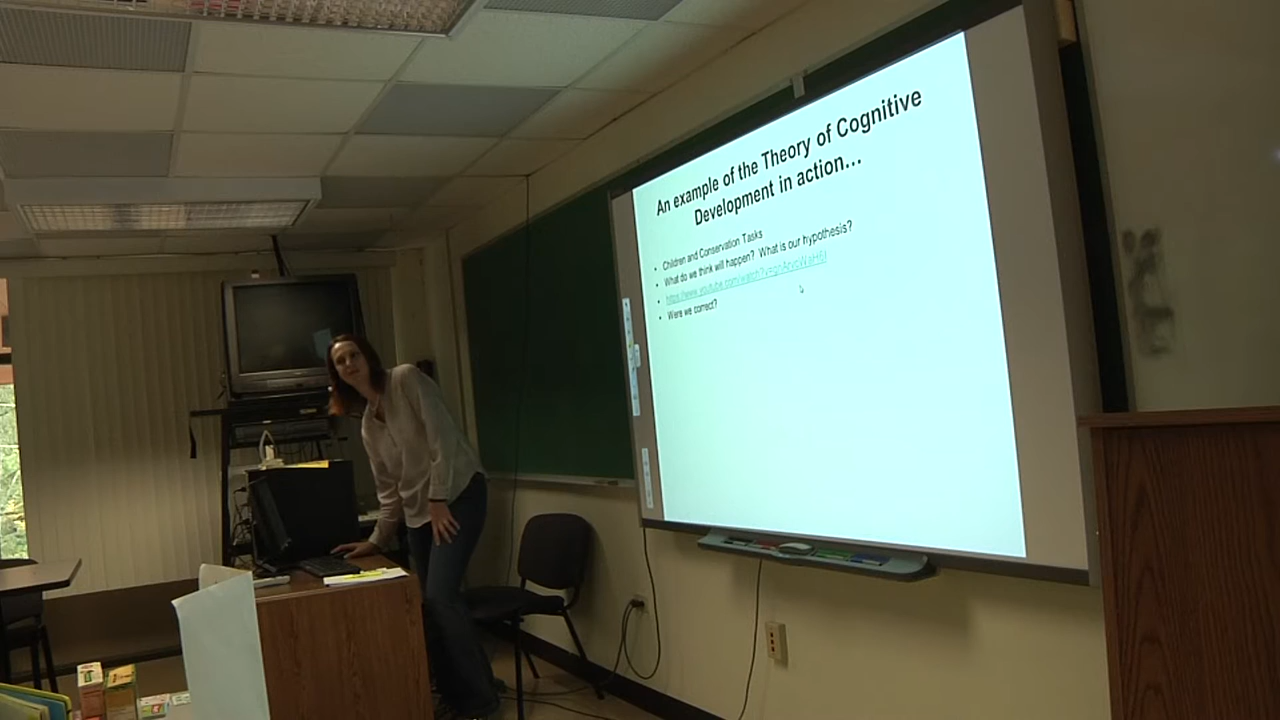 An example of the Theory of Cognitive
Development in action...
• Children and Conservation Tasks
• What do we think will happen? What is our hypothesis?
• Were we correct?